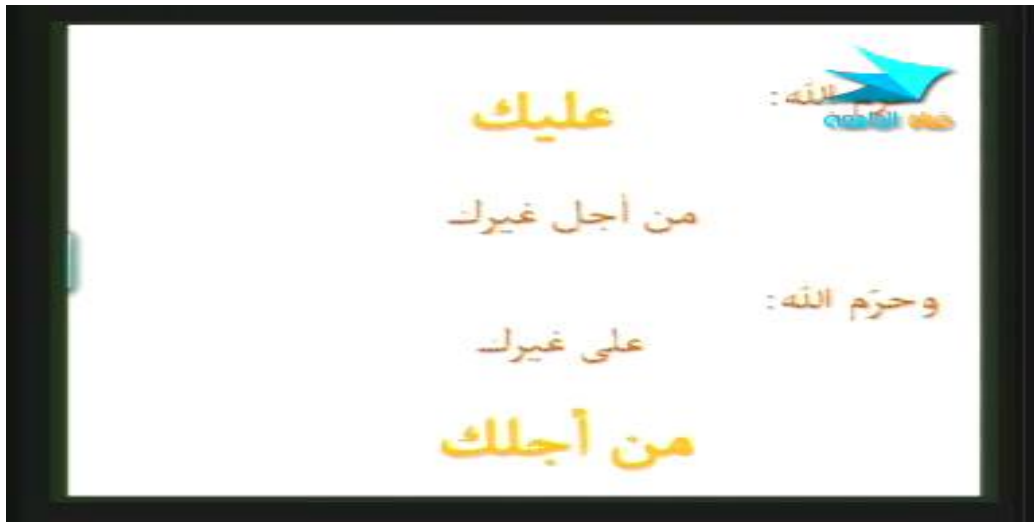 الله:
عليك
من أجل غيرك
وحرّم الله:
على غيرك
من أجلك